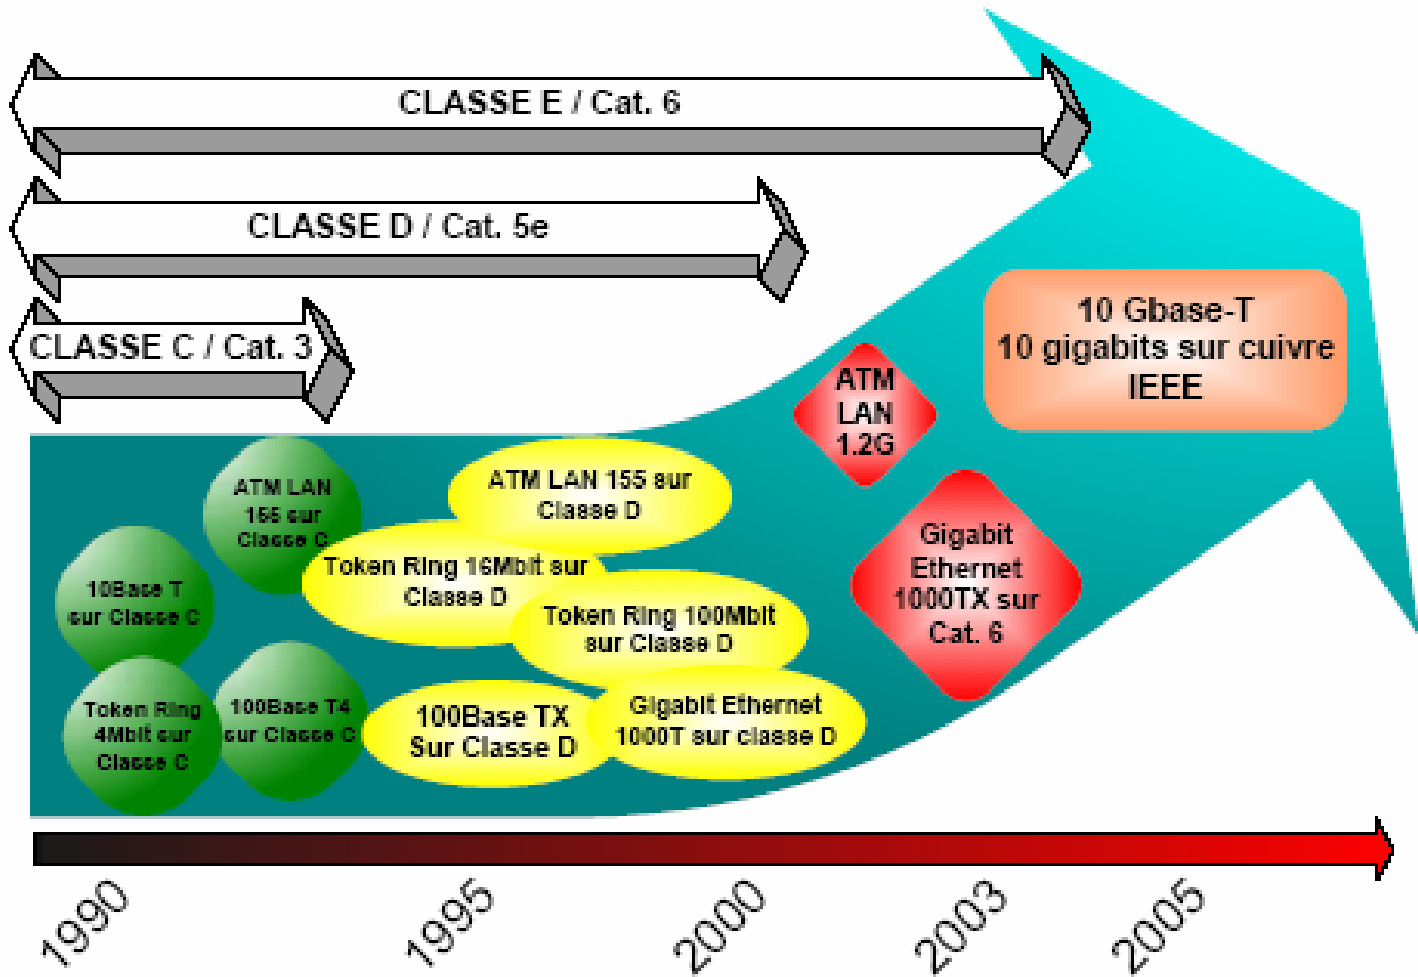 CLASSE E / Cat. 6
CLASSE D / Cat. 5e
CLASSE C / Cat. 3
10 Gbase-T
10 gigabits sur cuivre
IEEE
ATM
LAN
1.2G
ATM LAN
155 sur
Classe C
ATM LAN 155 sur
Classe D
Token Ring 16Mbit sur
Classe D
10Base T
sur Classe C
Token Ring 100Mbit
sur Classe D
Gigabit
Ethernet
1000TX sur
Cat. 6
Token Ring
4Mbit sur
Classe C
100Base T4
sur Classe C
100Base TX
Sur Classe D
Gigabit Ethernet
1000T sur classe D
1990
1995
2000
2003
2005